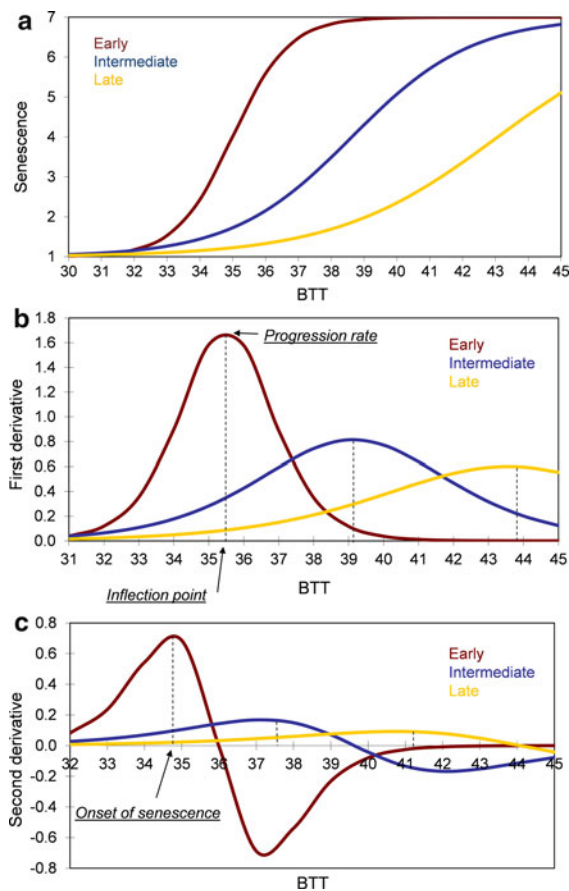 a
7
6
5
4
3
2
1
Senescence
Early
Intermediate
Late
30 31 32 33 34 35 36 37 38 39 40 41 42 43 44 45
BTT
b
1.8
1.6
1.4
1.2
1.0
0.8
0.6
0.4
0.2
0.0
First derivative
Progression rate
Early
Intermediate
Late
31 32 33 34 35 36 37 38 39 40 41 42 43 44 45
Inflection point
BTT
c
0.8
0.6
0.4
0.2
0.0
-0.2
-0.4
-0.6
-0.8
Second derivative
Early
Intermediate
Late
32 33 34 35 36 37 38 39 40 41 42 43 44 45
Onset of senescence
BTT